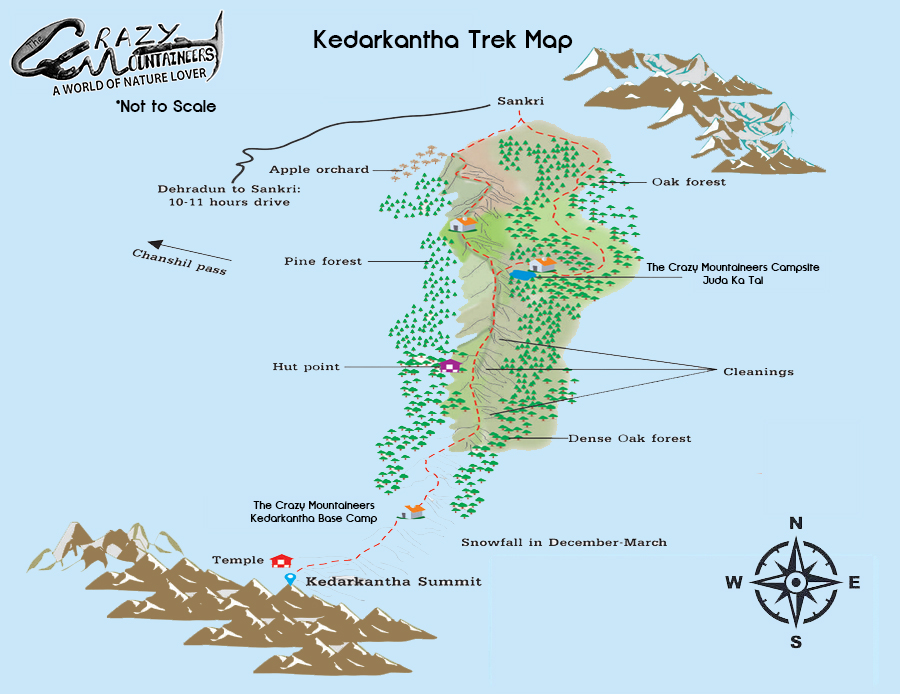 The CRAZY
MOUNTAINEERS
A WORLD OF NATURE LOVER
*Not to Scale
Kedarkantha Trek Map
Sankri
Apple orchard
Dehradun to Sankri:
10-11 hours drive
Oak forest
Chanshil pass
Pine forest
The Crazy Mountaineers Campsite
Juda Ka Tal
Hut point
Cleanings
Dense Oak forest
The Crazy Mountaineers
Kedarkantha Base Camp
Snowfall in December-March
Temple
Kedarkantha Summit
N
W
E
S